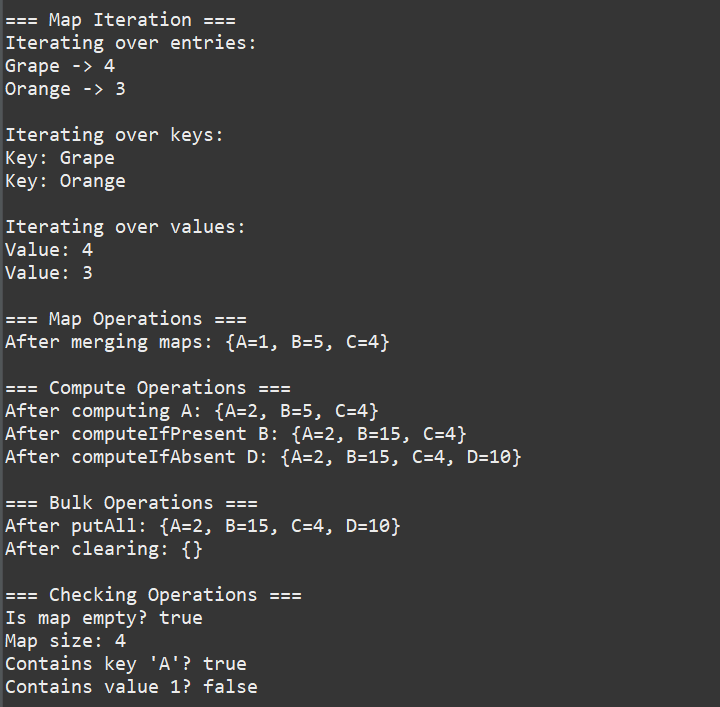 === Map Iteration ===
Iterating over entries:
Grape -> 4
Orange -> 3
Iterating over keys:
Key: Grape
Key: Orange
Iterating over values:
Value: 4
Value: 3
=== Map Operations ===
After merging maps: {A=1, B=5, C=4}
=== Compute Operations ===
After computing A: {A=2, B=5, C=4}
After computeIfPresent B: {A=2, B=15, C=4}
After computeIfAbsent D: {A=2, B=15, C=4, D=10}
=== Bulk Operations ===
After putAll: {A=2, B=15, C=4, D=10}
After clearing: {}
=== Checking Operations ===
Is map empty? true
Map size: 4
Contains key 'A'? true
Contains value 1? false